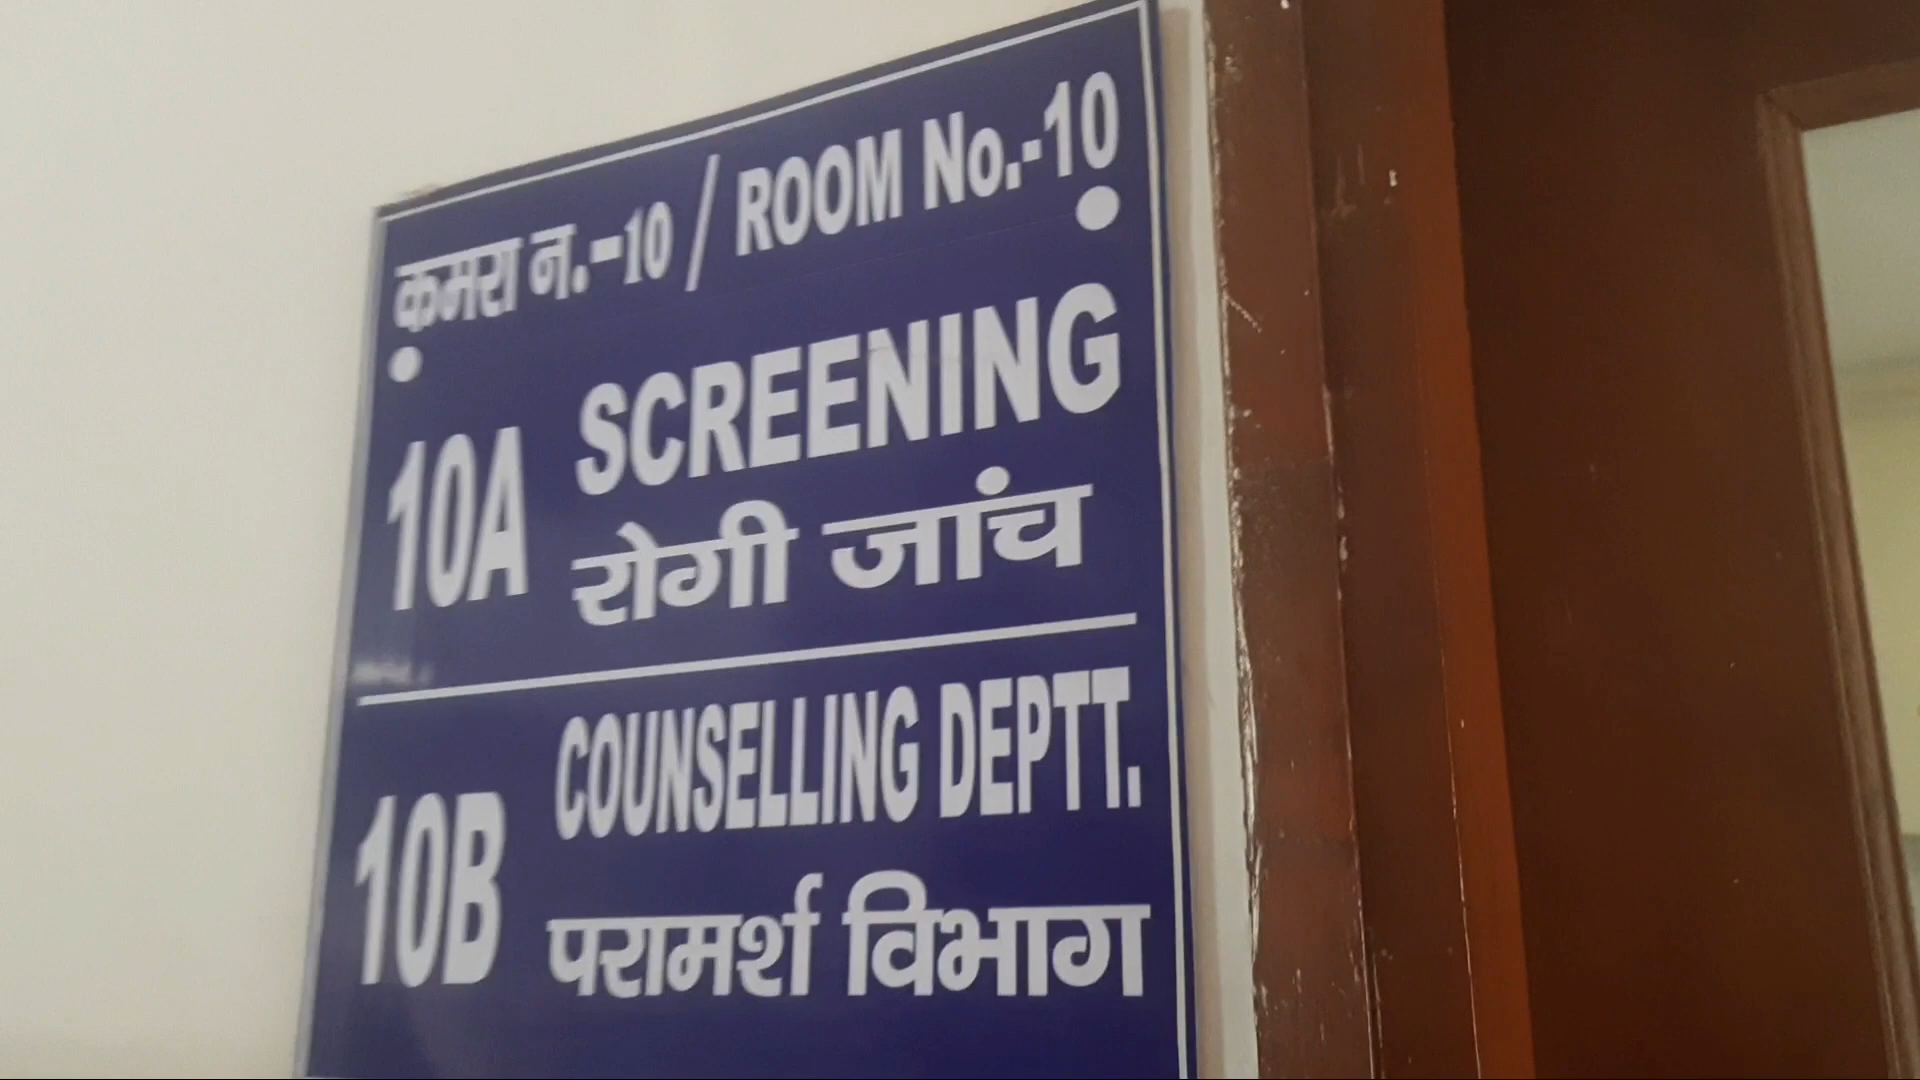 कमरा न.-10 / ROOM No.-10
10A SCREENING
रोगी जांच
10B COUNSELLING DEPTT.
परामर्श विभाग